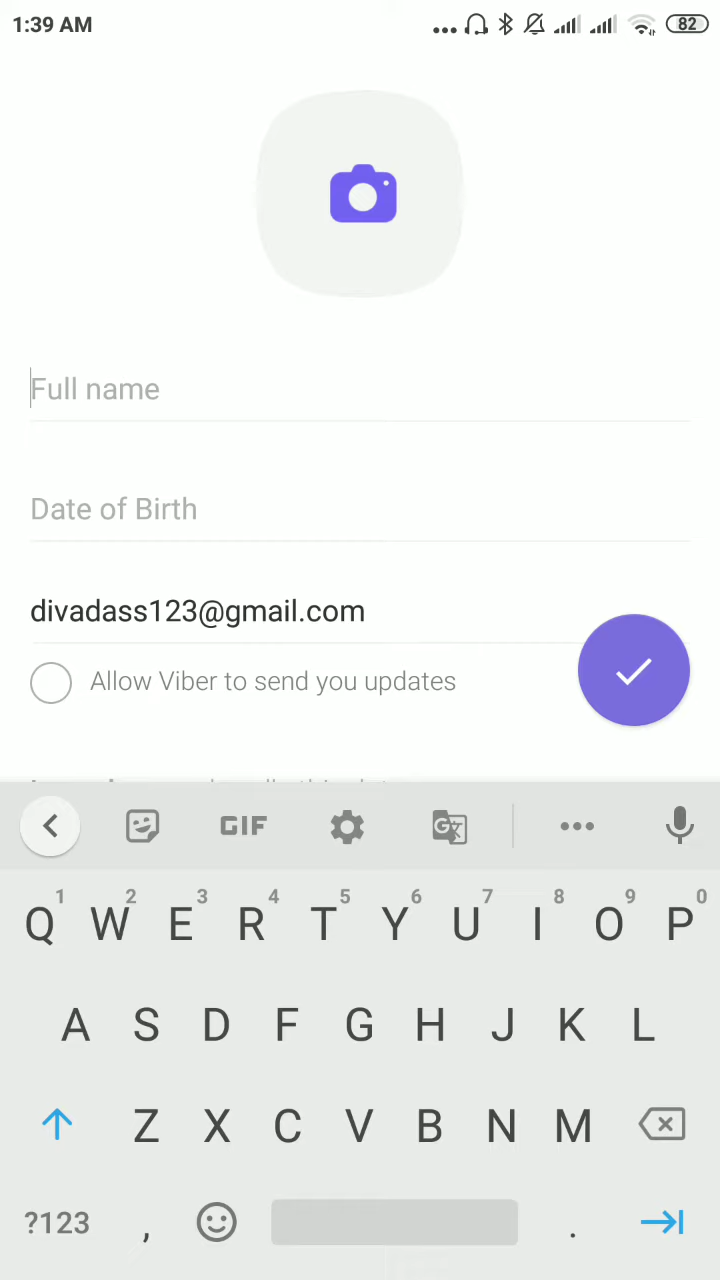 1:39 AM
82
Full name
Date of Birth
divadass123@gmail.com
Allow Viber to send you updates
GIF
G
1 2 3 4 5 6 7 8 9 0
Q W E R T Y U I O P
A S D F G H J K L
Z X C V B N M
?123 , .